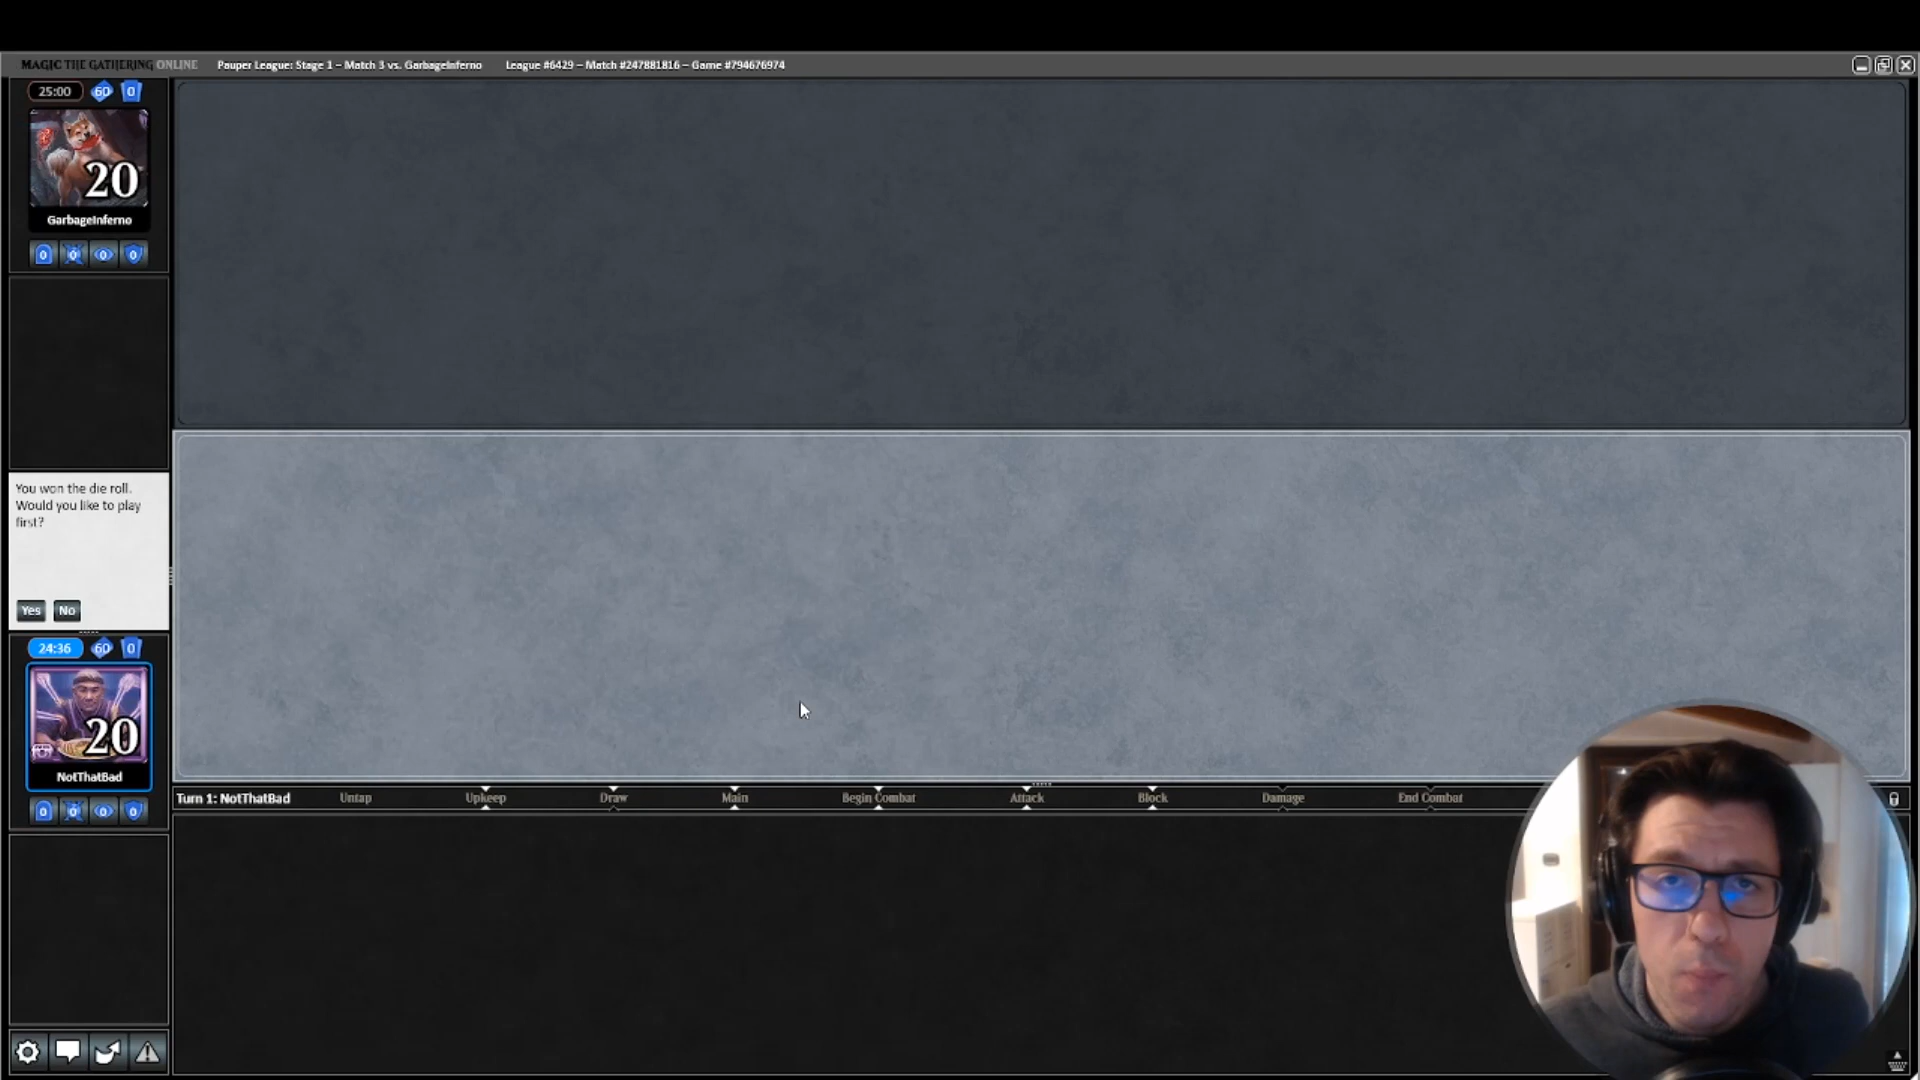 MAGIC THE GATHERING ONLINE Pauper League: Stage 1 – Match 3 vs. GarbageInferno League #6429 – Match #247881816 – Game #794676974
25:00 60 0
20
GarbageInferno
0 0 0 0
You won the die roll.
Would you like to play
first?
Yes No
24:36 60 0
20
NotThatBad
0 0 0 0
Turn 1: NotThatBad Untap Upkeep Draw Main Begin Combat Attack Block Damage End Combat